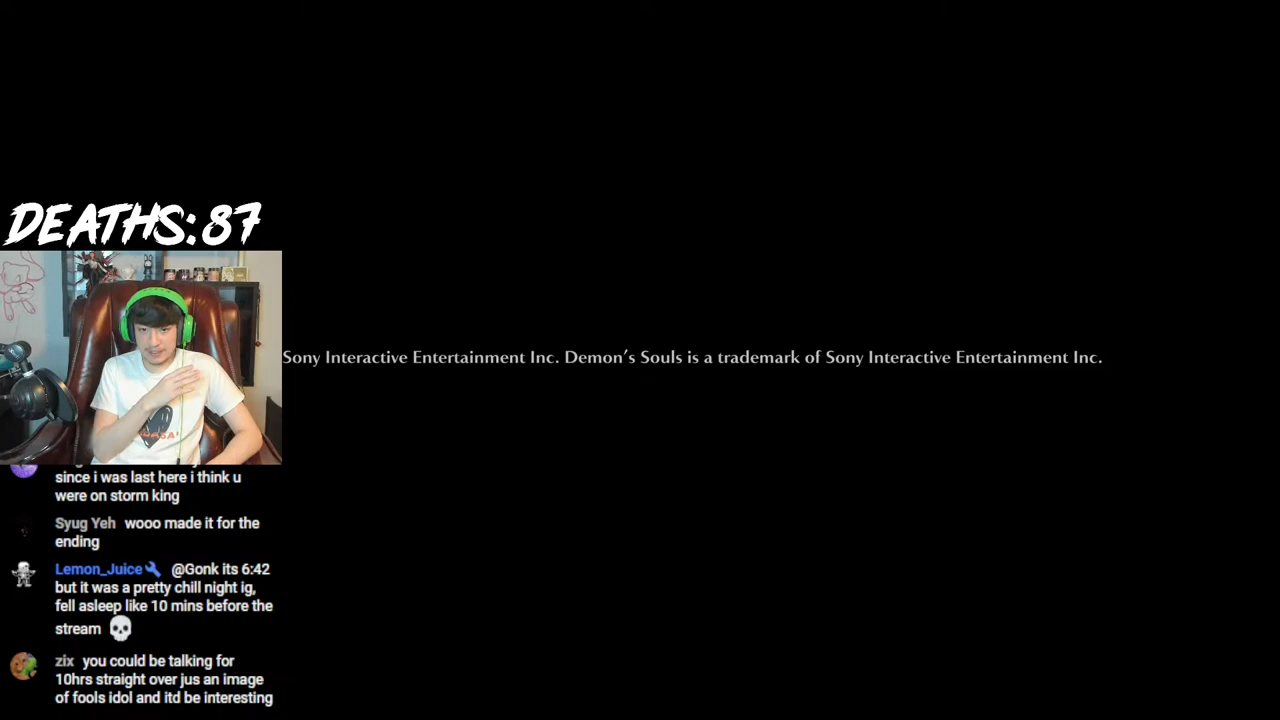 DEATHS:87
Sony Interactive Entertainment Inc. Demon's Souls is a trademark of Sony Interactive Entertainment Inc.
since i was last here i think u
were on storm king
Syug Yeh wooo made it for the
ending
Lemon_Juice @Gonk its 6:42
but it was a pretty chill night ig,
fell asleep like 10 mins before the
stream
zix you could be talking for
10hrs straight over jus an image
of fools idol and itd be interesting